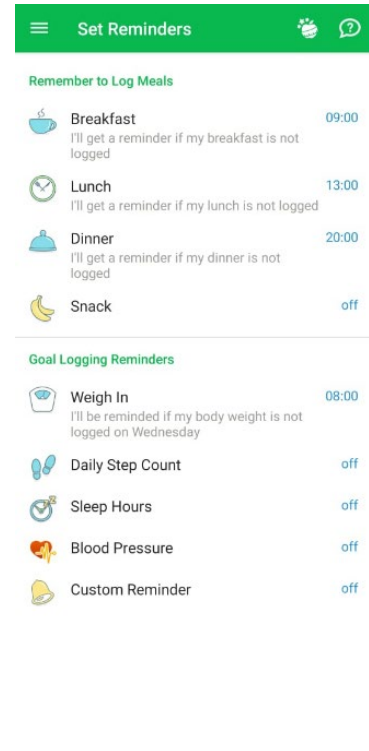 Set Reminders
Remember to Log Meals
Breakfast 09:00
I'll get a reminder if my breakfast is not
logged
Lunch 13:00
I'll get a reminder if my lunch is not logged
Dinner 20:00
I'll get a reminder if my dinner is not
logged
Snack off
Goal Logging Reminders
Weigh In 08:00
I'll be reminded if my body weight is not
logged on Wednesday
Daily Step Count off
Sleep Hours off
Blood Pressure off
Custom Reminder off